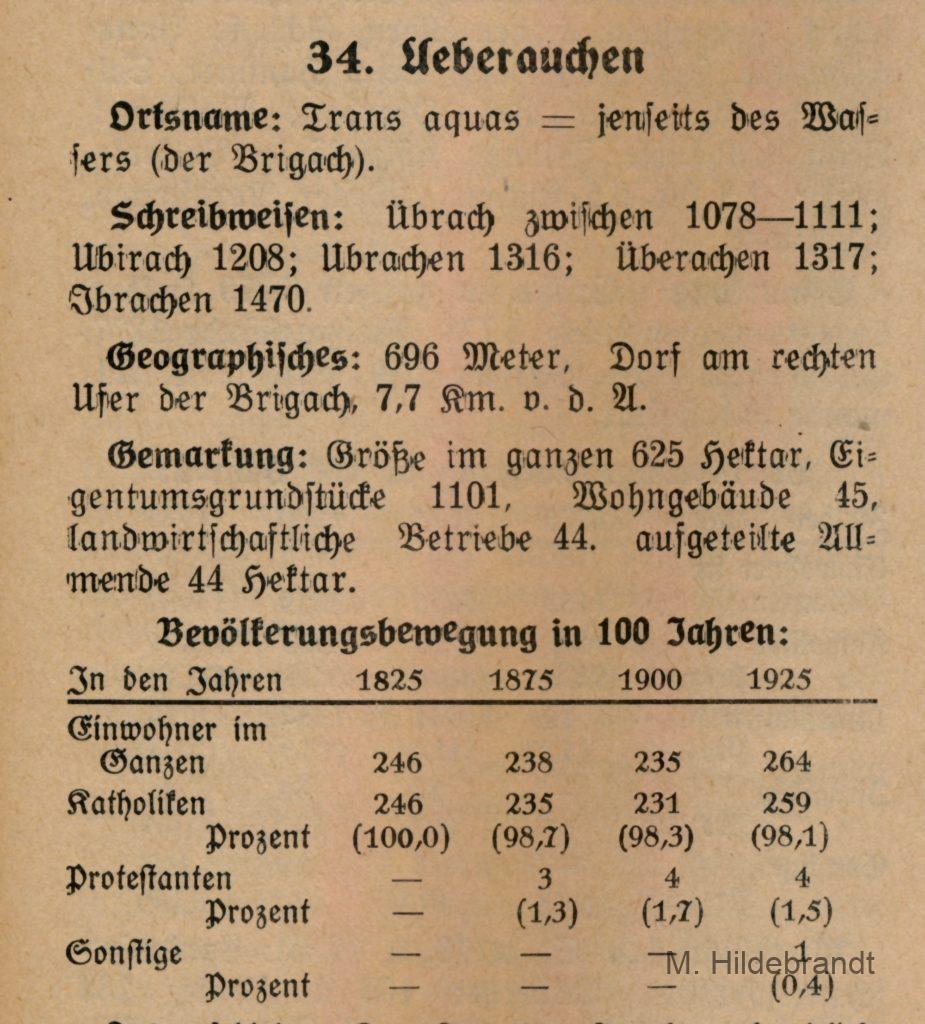 34. Ueberauchen
Ortsname: Trans aquas = jenseits des Was=
sers (der Brigach).
Schreibweisen: Übrach zwischen 1078—1111;
Ubirach 1208; Ubrachen 1316; Überachen 1317;
Ibrachen 1470.
Geographisches: 696 Meter, Dorf am rechten
Ufer der Brigach, 7,7 Km. v. d. A.
Gemarkung: Größe im ganzen 625 Hektar, Ei=
gentumsgrundstücke 1101, Wohngebäude 45,
landwirtschaftliche Betriebe 44. aufgeteilte All=
mende 44 Hektar.
Bevölkerungsbewegung in 100 Jahren:
In den Jahren 1825 1875 1900 1925
Einwohner im
Ganzen 246 238 235 264
Katholiken 246 235 231 259
Prozent (100,0) (98,7) (98,3) (98,1)
Protestanten — 3 4 4
Prozent — (1,3) (1,7) (1,5)
Sonstige — — — 1
M. Hildebrandt
Prozent — — — (0,4)